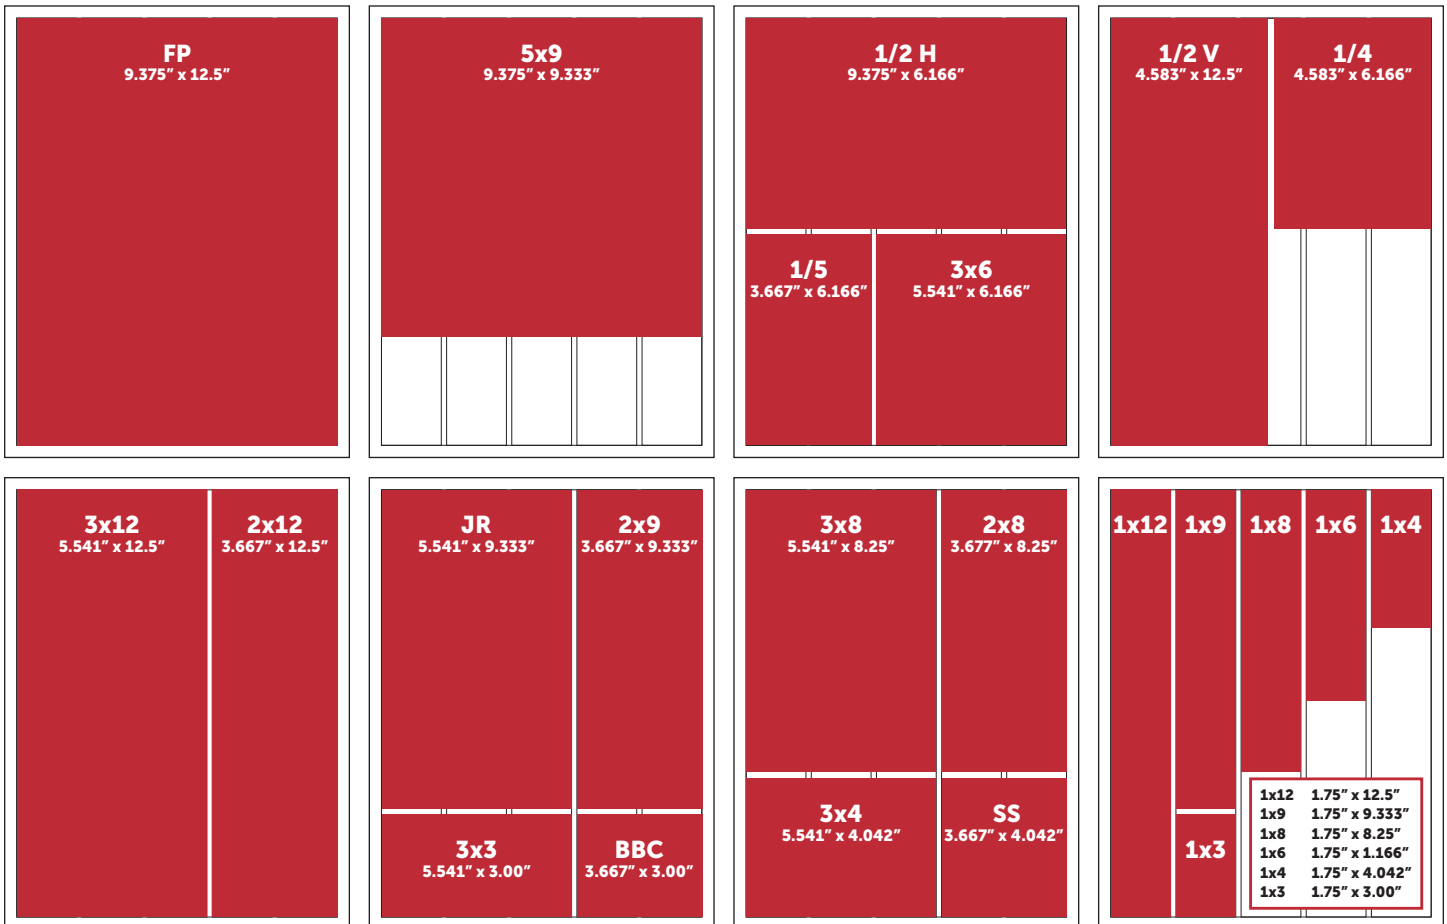 FP
9.375" x 12.5"
5x9
9.375" x 9.333"
1/2 H
9.375" x 6.166"
1/5
3.667" x 6.166"
3x6
5.541" x 6.166"
1/2 V
4.583" x 12.5"
1/4
4.583" x 6.166"
3x12
5.541" x 12.5"
2x12
3.667" x 12.5"
JR
5.541" x 9.333"
2x9
3.667" x 9.333"
3x3
5.541" x 3.00"
BBC
3.667" x 3.00"
3x8
5.541" x 8.25"
2x8
3.677" x 8.25"
3x4
5.541" x 4.042"
SS
3.667" x 4.042"
1x12
1x9
1x8
1x6
1x4
1x3
1x12 1.75" x 12.5"
1x9 1.75" x 9.333"
1x8 1.75" x 8.25"
1x6 1.75" x 1.166"
1x4 1.75" x 4.042"
1x3 1.75" x 3.00"